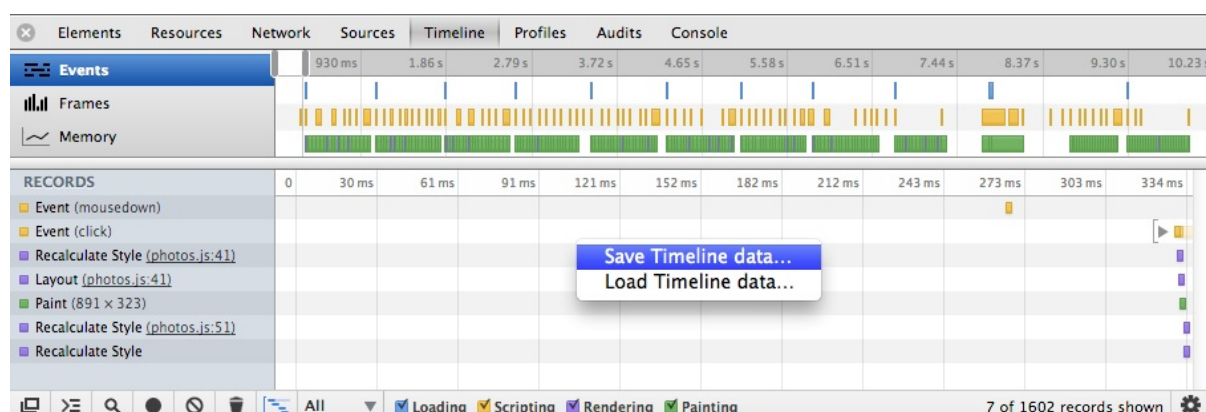 Elements Resources Network Sources Timeline Profiles Audits Console
Events 930 ms 1.86 s 2.79 s 3.72 s 4.65 s 5.58 s 6.51 s 7.44 s 8.37 s 9.30 s 10.23
Frames
Memory
RECORDS 0 30 ms 61 ms 91 ms 121 ms 152 ms 182 ms 212 ms 243 ms 273 ms 303 ms 334 ms
Event (mousedown)
Event (click)
Recalculate Style (photos.js:41)
Save Timeline data...
Layout (photos.js:41)
Load Timeline data...
Paint (891 × 323)
Recalculate Style (photos.js:51)
Recalculate Style
All Loading Scripting Rendering Painting 7 of 1602 records shown